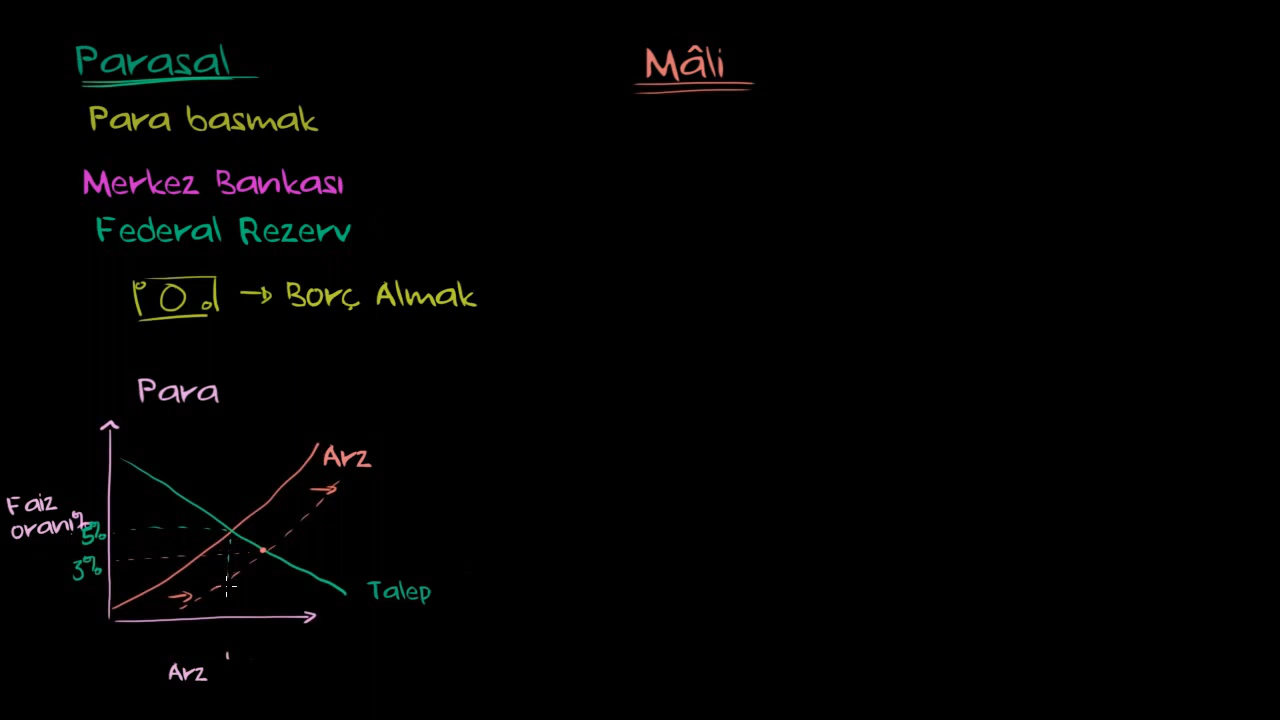 Parasal
Mâli
Para basmak
Merkez Bankası
Federal Rezerv
→ Borç Almak
Para
Arz
Faiz
oranı%
5%
3%
Talep
Arz